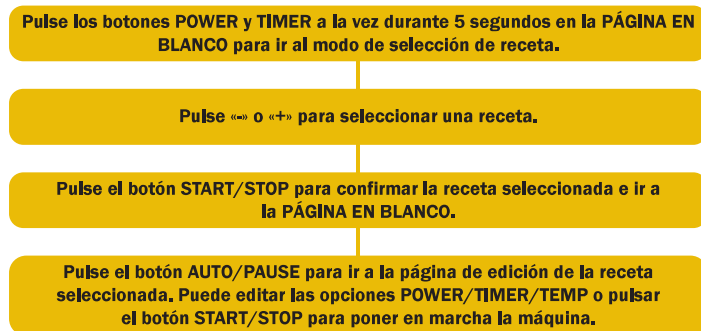 Pulse los botones POWER y TIMER a la vez durante 5 segundos en la PÁGINA EN
BLANCO para ir al modo de selección de receta.
Pulse «-» o «+» para seleccionar una receta.
Pulse el botón START/STOP para confirmar la receta seleccionada e ir a
la PÁGINA EN BLANCO.
Pulse el botón AUTO/PAUSE para ir a la página de edición de la receta
seleccionada. Puede editar las opciones POWER/TIMER/TEMP o pulsar
el botón START/STOP para poner en marcha la máquina.